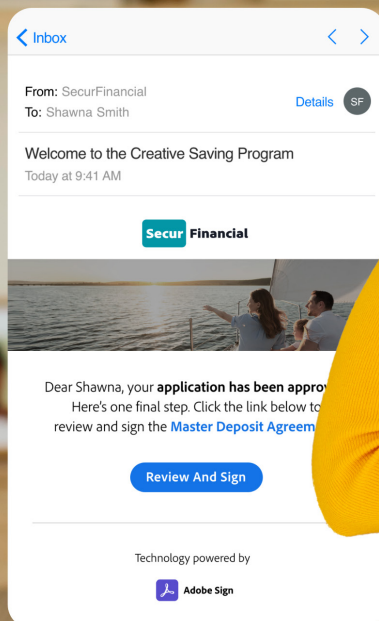 Inbox
From: SecurFinancial
Details
SF
To: Shawna Smith
Welcome to the Creative Saving Program
Today at 9:41 AM
Secur Financial
Dear Shawna, your application has been
Here's one final step. Click the link below to
review and sign the Master Deposit
Review And Sign
Technology powered by
Adobe Sign